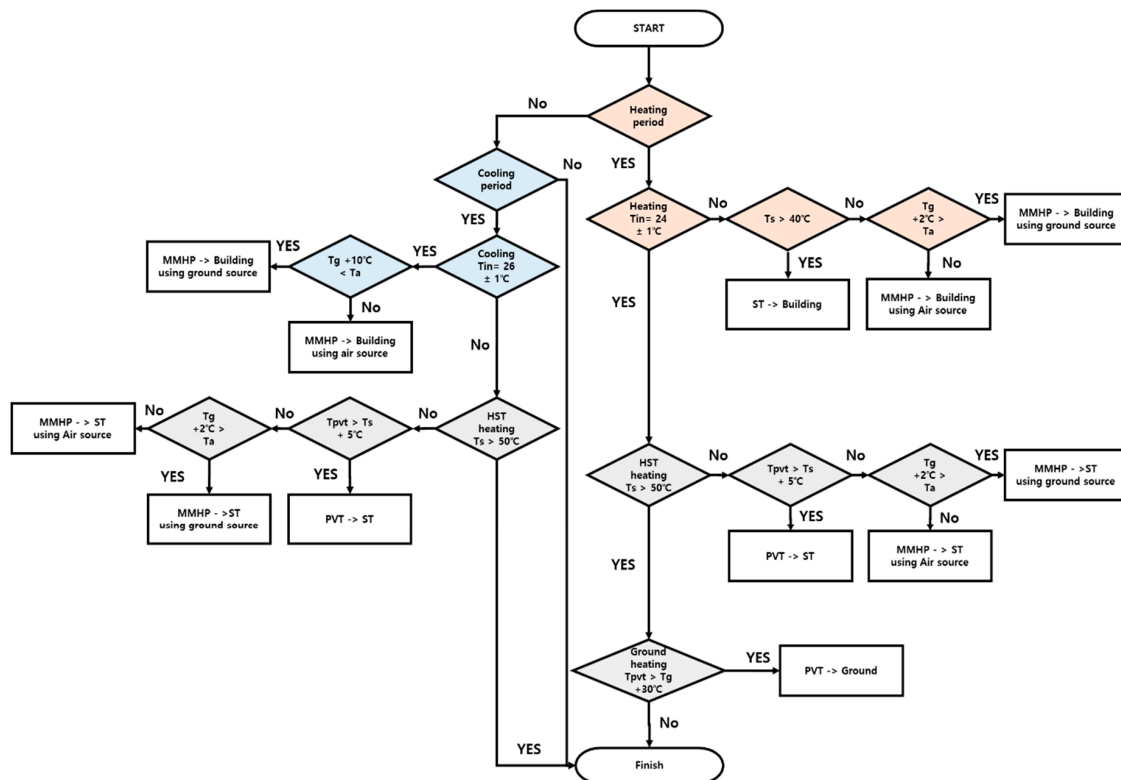 START
No
Heating
period
YES
Cooling
period
No
YES
Heating
Tin= 24
± 1℃
No
Ts > 40℃
No
Tg
+2℃ >
Ta
YES
MMHP - > Building
using ground source
YES
ST -> Building
No
MMHP - > Building
using Air source
Cooling
Tin= 26
± 1℃
YES
Tg +10℃
< Ta
YES
MMHP -> Building
using ground source
No
MMHP -> Building
using air source
No
YES
HST
heating
Ts > 50℃
No
Tpvt > Ts
+ 5℃
No
Tg
+2℃ >
Ta
No
MMHP - > ST
using Air source
YES
MMHP - >ST
using ground source
YES
PVT -> ST
HST
heating
Ts > 50℃
No
Tpvt > Ts
+ 5℃
No
Tg
+2℃ >
Ta
YES
MMHP - >ST
using ground source
YES
PVT -> ST
No
MMHP - > ST
using Air source
YES
Ground
heating
Tpvt > Tg
+30℃
YES
PVT -> Ground
No
YES
Finish